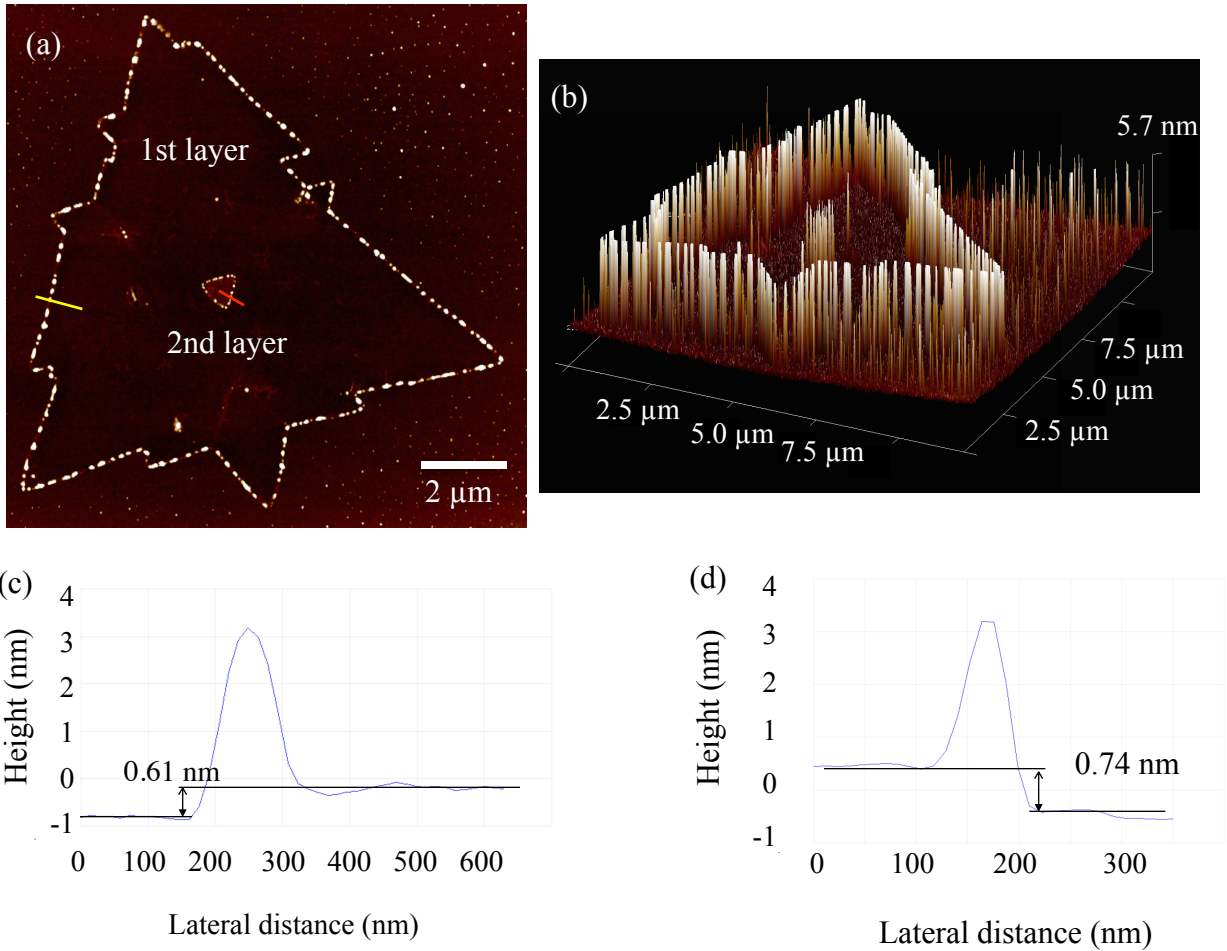 (a)
1st layer
2nd layer
2 µm
(b)
5.7 nm
7.5 µm
5.0 µm
2.5 µm
2.5 µm
5.0 µm
7.5 µm
(c)
Height (nm)
4
3
2
1
0
-1
0.61 nm
0 100 200 300 400 500 600
Lateral distance (nm)
(d)
Height (nm)
4
3
2
1
0
-1
0.74 nm
0 100 200 300
Lateral distance (nm)